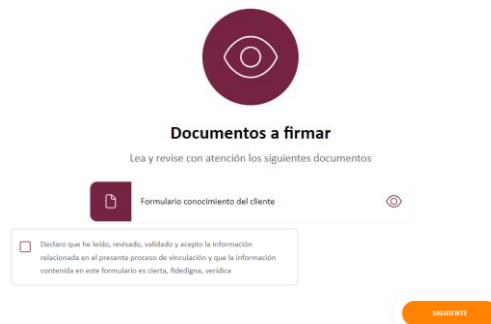 Documentos a firmar
Lea y revise con atención los siguientes documentos
Formulario conocimiento del cliente
Declaro que he leído, revisado, validado y acepto la información
relacionada en el presente proceso de vinculación y que la información
contenida en este formulario es cierta, fidedigna, verídica
SIGUIENTE